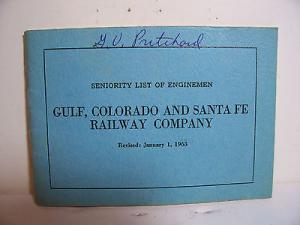 G. V. Pritchard
SENIORITY LIST OF ENGINEMEN
GULF, COLORADO AND SANTA FE
RAILWAY COMPANY
Revised: January 1, 1963